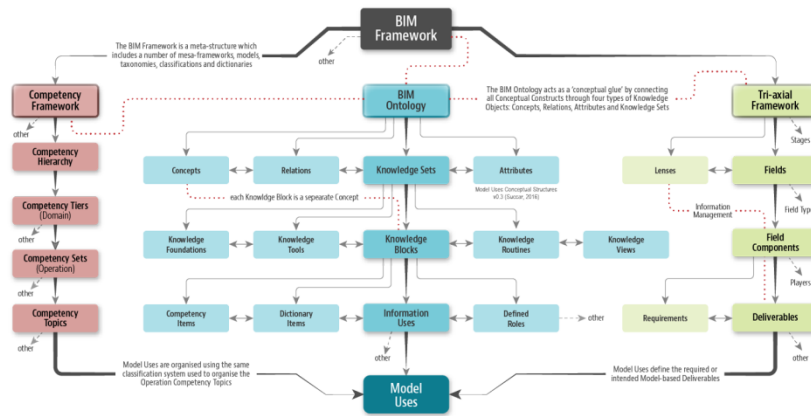 BIM
Framework
The BIM Framework is a meta-structure which
includes a number of mesa-frameworks, models,
taxonomies, classifications and dictionaries
other
Competency
Framework
BIM
Ontology
The BIM Ontology acts as a 'conceptual glue' by connecting
all Conceptual Constructs through four types of Knowledge
Objects: Concepts, Relations, Attributes and Knowledge Sets
Tri-axial
Framework
other
Stages
Competency
Hierarchy
Concepts
Relations
Knowledge Sets
Attributes
Lenses
Fields
Model Uses Conceptual Structures
v0.3 (Succar, 2016)
each Knowldge Block is a sepearate Concept
Competency Tiers
(Domain)
Information
Management
Field Type
other
Knowledge
Foundations
Knowledge
Tools
Knowledge
Blocks
Knowledge
Routines
Knowledge
Views
Field
Components
Competency Sets
(Operation)
other
Players
Competency
Topics
Competency
Items
Dictionary
Items
Information
Uses
Defined
Roles
other
Requirements
Deliverables
other
other
other
Model Uses are organised using the same
classification system used to organise the
Operation Competency Topics
Model
Uses
Model Uses define the required or
intended Model-based Deliverables